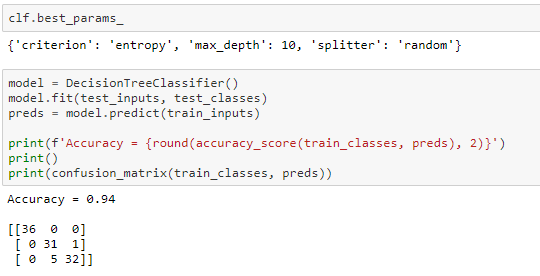 clf.best_params_
{'criterion': 'entropy', 'max_depth': 10, 'splitter': 'random'}
model = DecisionTreeClassifier()
model.fit(test_inputs, test_classes)
preds = model.predict(train_inputs)
print(f'Accuracy = {round(accuracy_score(train_classes, preds), 2)}')
print()
print(confusion_matrix(train_classes, preds))
Accuracy = 0.94
[[36  0  0]
 [ 0 31  1]
 [ 0  5 32]]